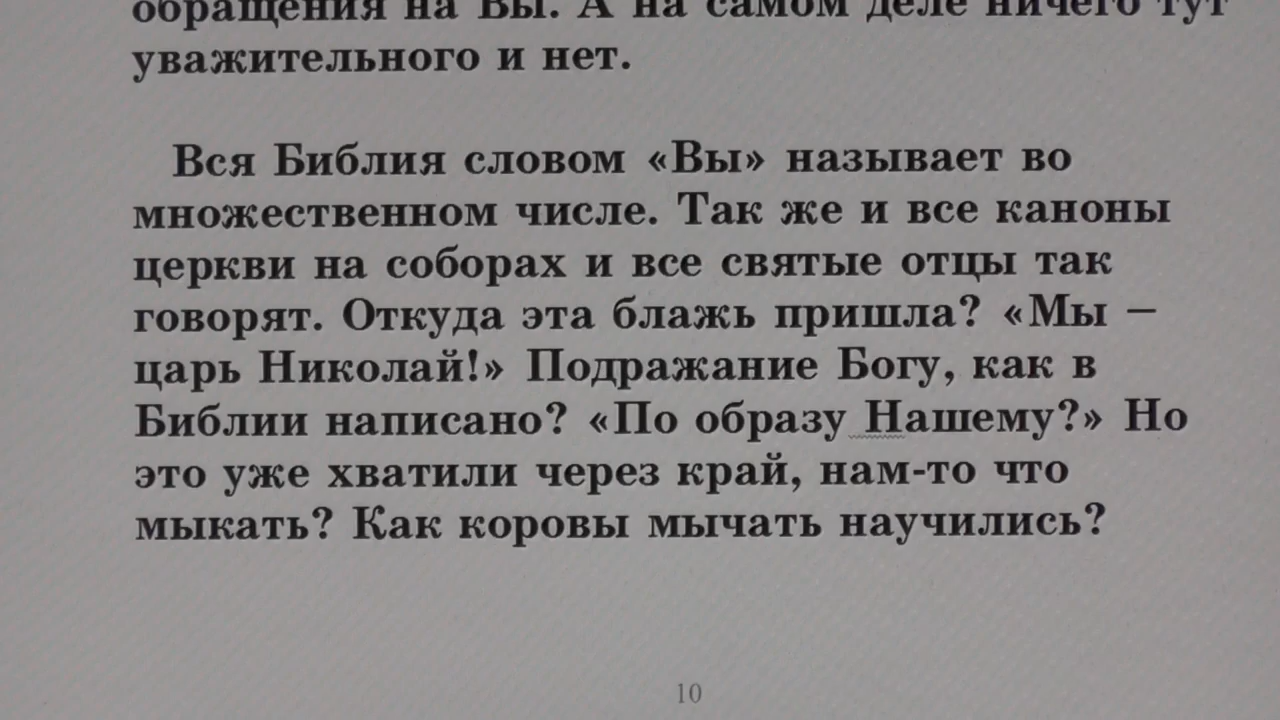 обращения на Вы. А на самом деле ничего тут
уважительного и нет.
Вся Библия словом «Вы» называет во
множественном числе. Так же и все каноны
церкви на соборах и все святые отцы так
говорят. Откуда эта блажь пришла? «Мы –
царь Николай!» Подражание Богу, как в
Библии написано? «По образу Нашему?» Но
это уже хватили через край, нам-то что
мыкать? Как коровы мычать научились?
10